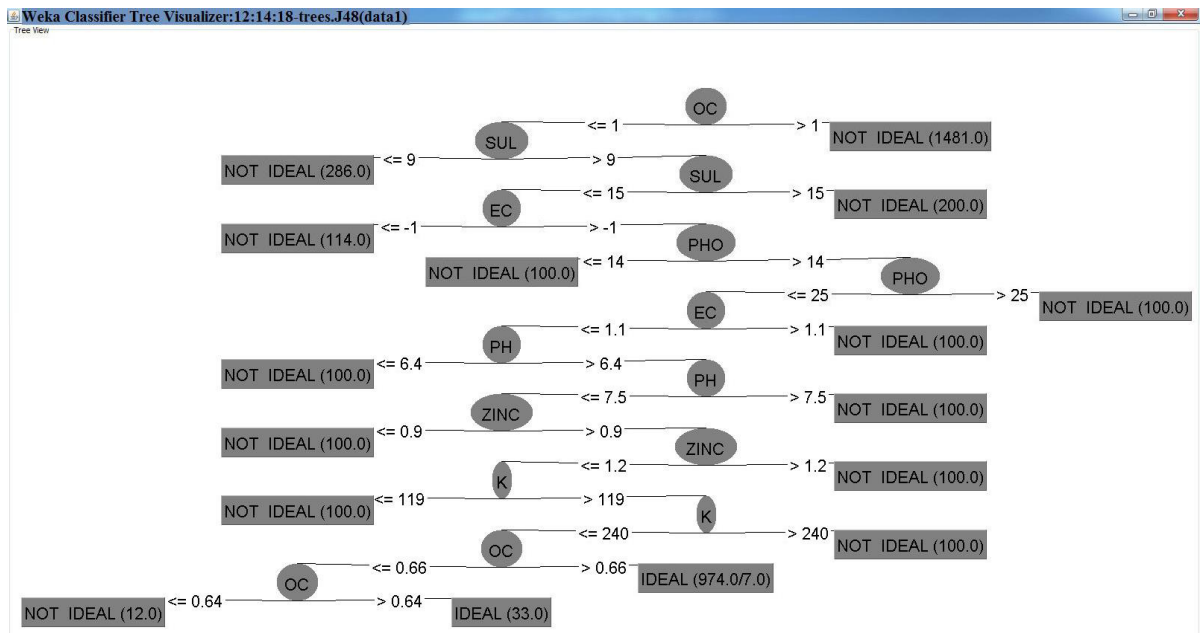 Weka Classifier Tree Visualizer:12:14:18-trees.J48(data1)
Tree View
OC
<= 1
> 1
SUL
NOT IDEAL (1481.0)
<= 9
> 9
NOT IDEAL (286.0)
SUL
<= 15
> 15
EC
NOT IDEAL (200.0)
<= -1
> -1
NOT IDEAL (114.0)
PHO
<= 14
> 14
NOT IDEAL (100.0)
PHO
<= 25
> 25
EC
NOT IDEAL (100.0)
<= 1.1
> 1.1
PH
NOT IDEAL (100.0)
<= 6.4
> 6.4
NOT IDEAL (100.0)
PH
<= 7.5
> 7.5
ZINC
NOT IDEAL (100.0)
<= 0.9
> 0.9
NOT IDEAL (100.0)
ZINC
<= 1.2
> 1.2
K
NOT IDEAL (100.0)
<= 119
> 119
NOT IDEAL (100.0)
K
<= 240
> 240
OC
NOT IDEAL (100.0)
<= 0.66
> 0.66
OC
IDEAL (974.0/7.0)
<= 0.64
> 0.64
NOT IDEAL (12.0)
IDEAL (33.0)